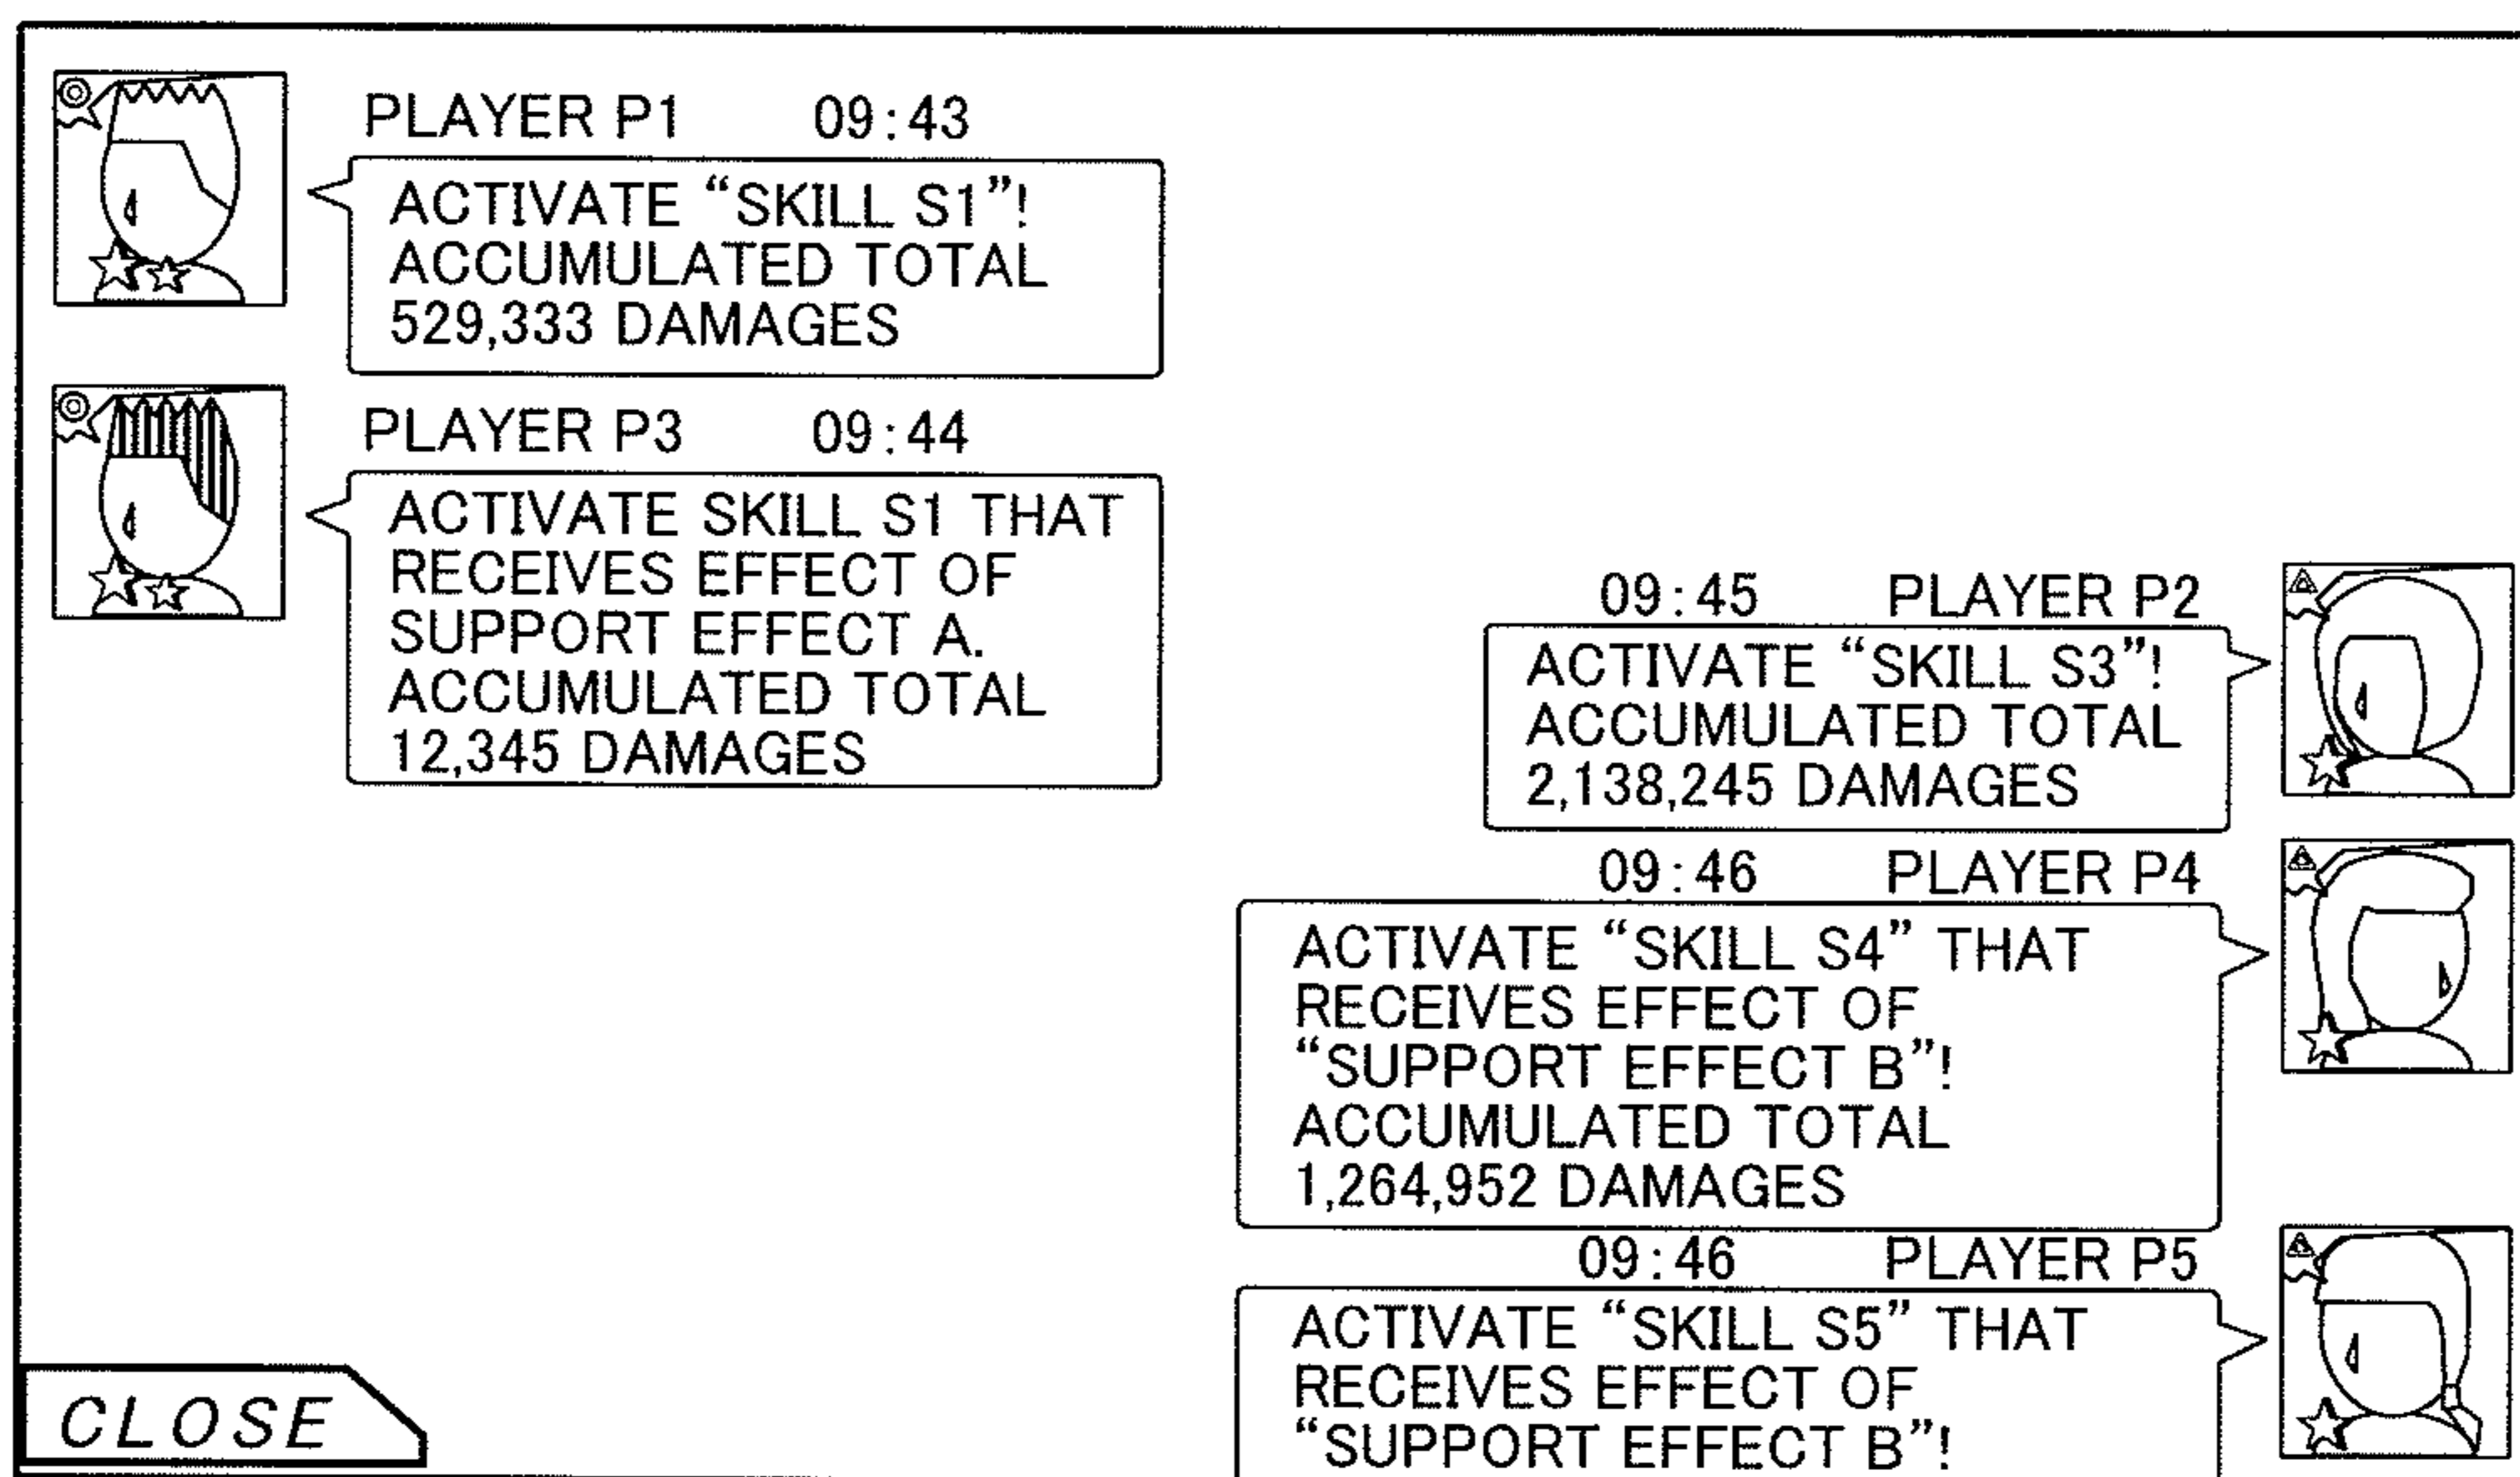 PLAYER P1 09:43
ACTIVATE “SKILL S1”!
ACCUMULATED TOTAL
529,333 DAMAGES
PLAYER P3 09:44
ACTIVATE SKILL S1 THAT
RECEIVES EFFECT OF
SUPPORT EFFECT A.
ACCUMULATED TOTAL
12,345 DAMAGES
09:45 PLAYER P2
ACTIVATE “SKILL S3”!
ACCUMULATED TOTAL
2,138,245 DAMAGES
09:46 PLAYER P4
ACTIVATE “SKILL S4” THAT
RECEIVES EFFECT OF
“SUPPORT EFFECT B”!
ACCUMULATED TOTAL
1,264,952 DAMAGES
09:46 PLAYER P5
ACTIVATE “SKILL S5” THAT
RECEIVES EFFECT OF
“SUPPORT EFFECT B”!
CLOSE